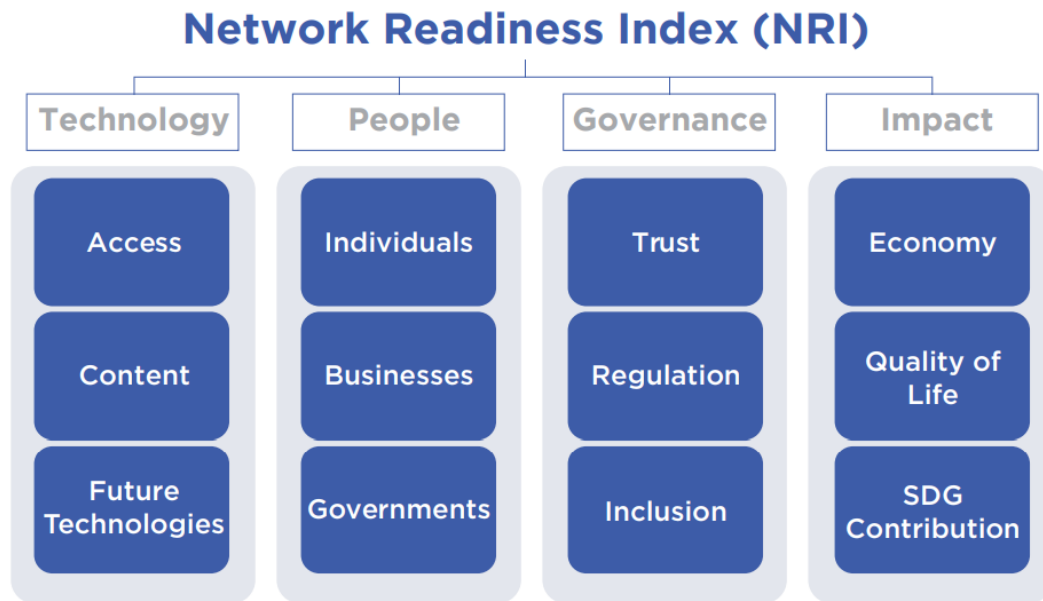 Network Readiness Index (NRI)
Technology
People
Governance
Impact
Access
Individuals
Trust
Economy
Content
Businesses
Regulation
Quality of
Life
Future
Technologies
Governments
Inclusion
SDG
Contribution